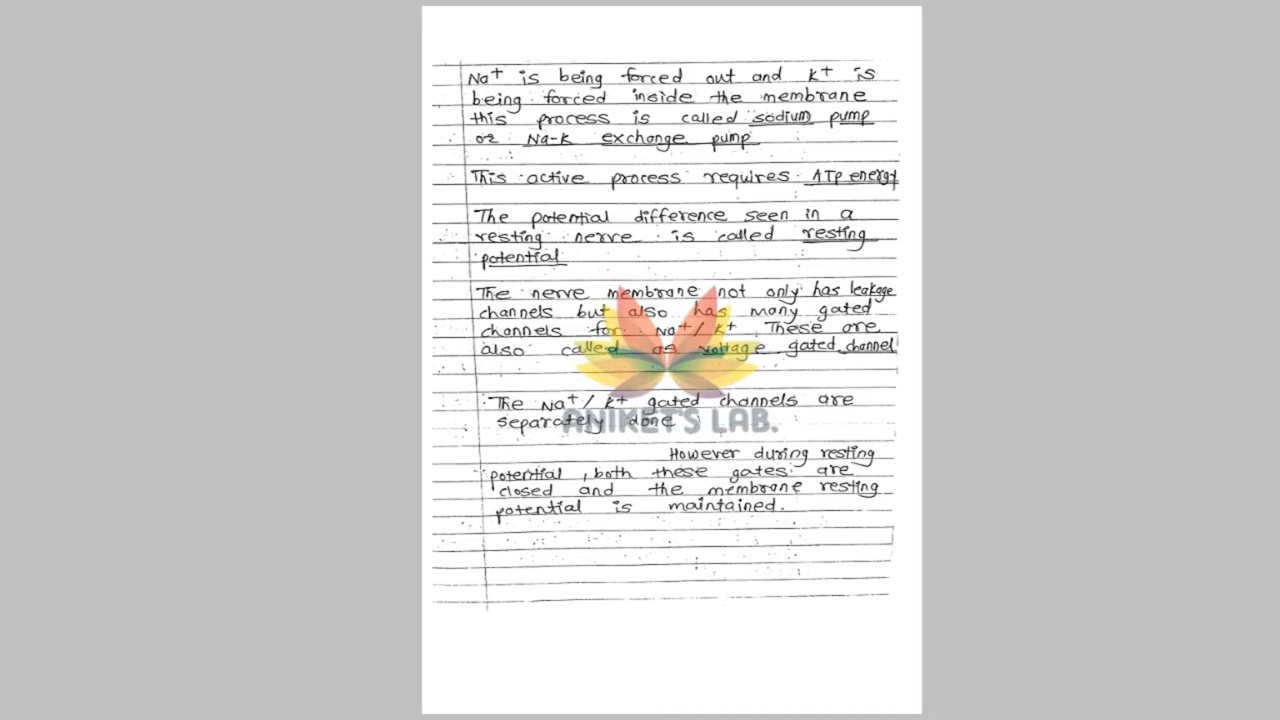 Na+ is being forced out and K+ is
being forced inside the membrane
this process is called sodium pump
or Na-K exchange pump
This active process requires ATP energy
The potential difference seen in a
resting nerve is called resting
potential
The nerve membrane not only has leakage
channels but also has many gated
channels for Na+/K+. These are
also called as voltage gated channel
The Na+/K+ gated channels are
separately done
ANIKET'S LAB.
However during resting
potential, both these gates are
closed and the membrane resting
potential is maintained.